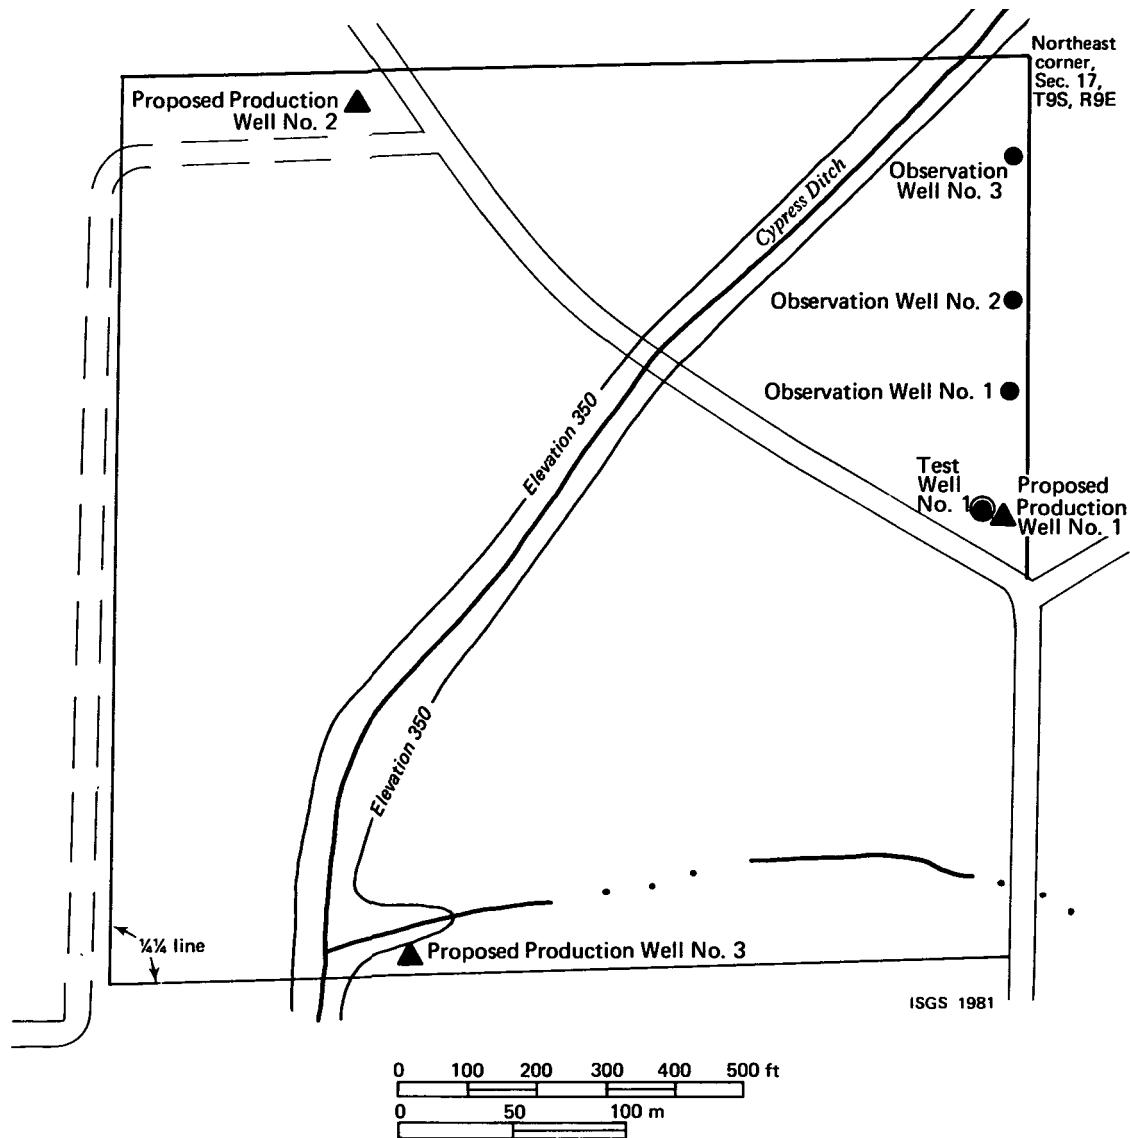 Northeast
corner,
Sec. 17,
T9S, R9E
Proposed Production
Well No. 2
Observation
Well No. 3
Cypress Ditch
Observation Well No. 2
Observation Well No. 1
Elevation 350
Test
Well
No. 1
Proposed
Production
Well No. 1
Elevation 350
¼¼ line
Proposed Production Well No. 3
ISGS 1981
0 100 200 300 400 500 ft
0 50 100 m